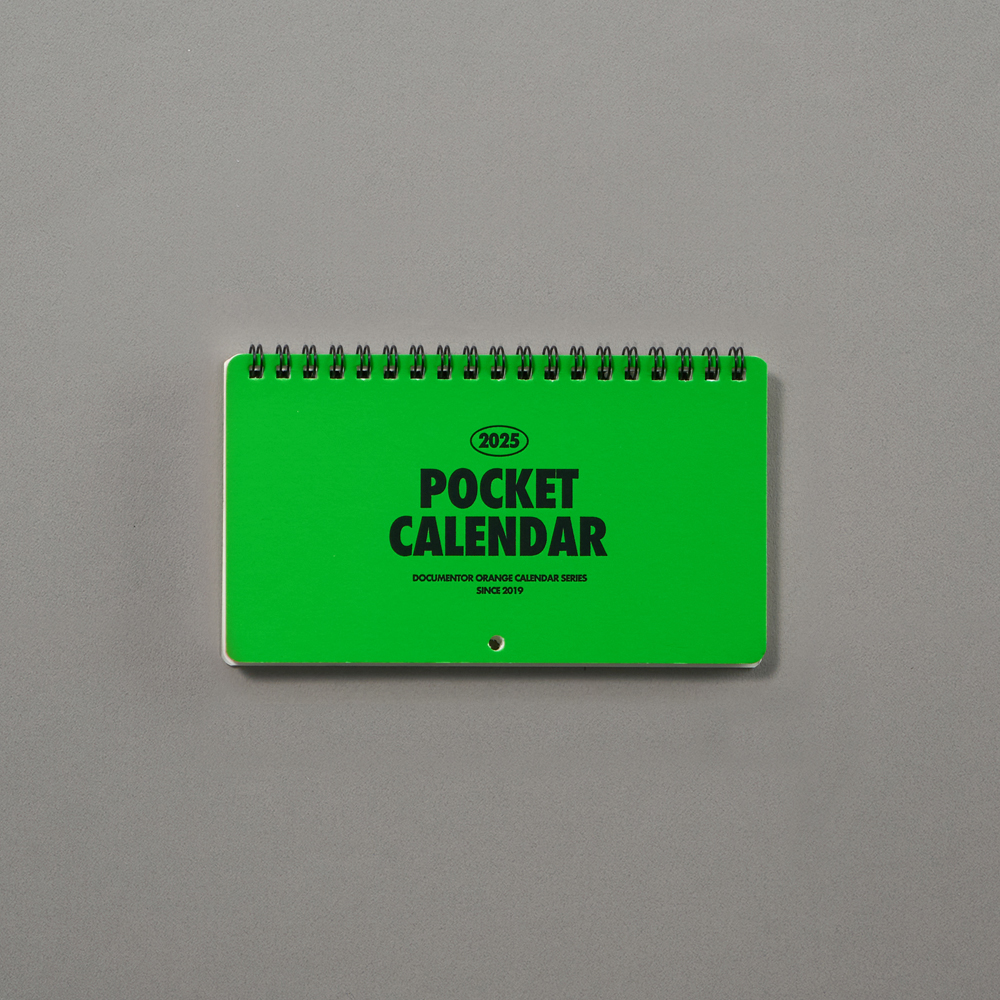 2025
POCKET
CALENDAR
DOCUMENTOR ORANGE CALENDAR SERIES
SINCE 2019